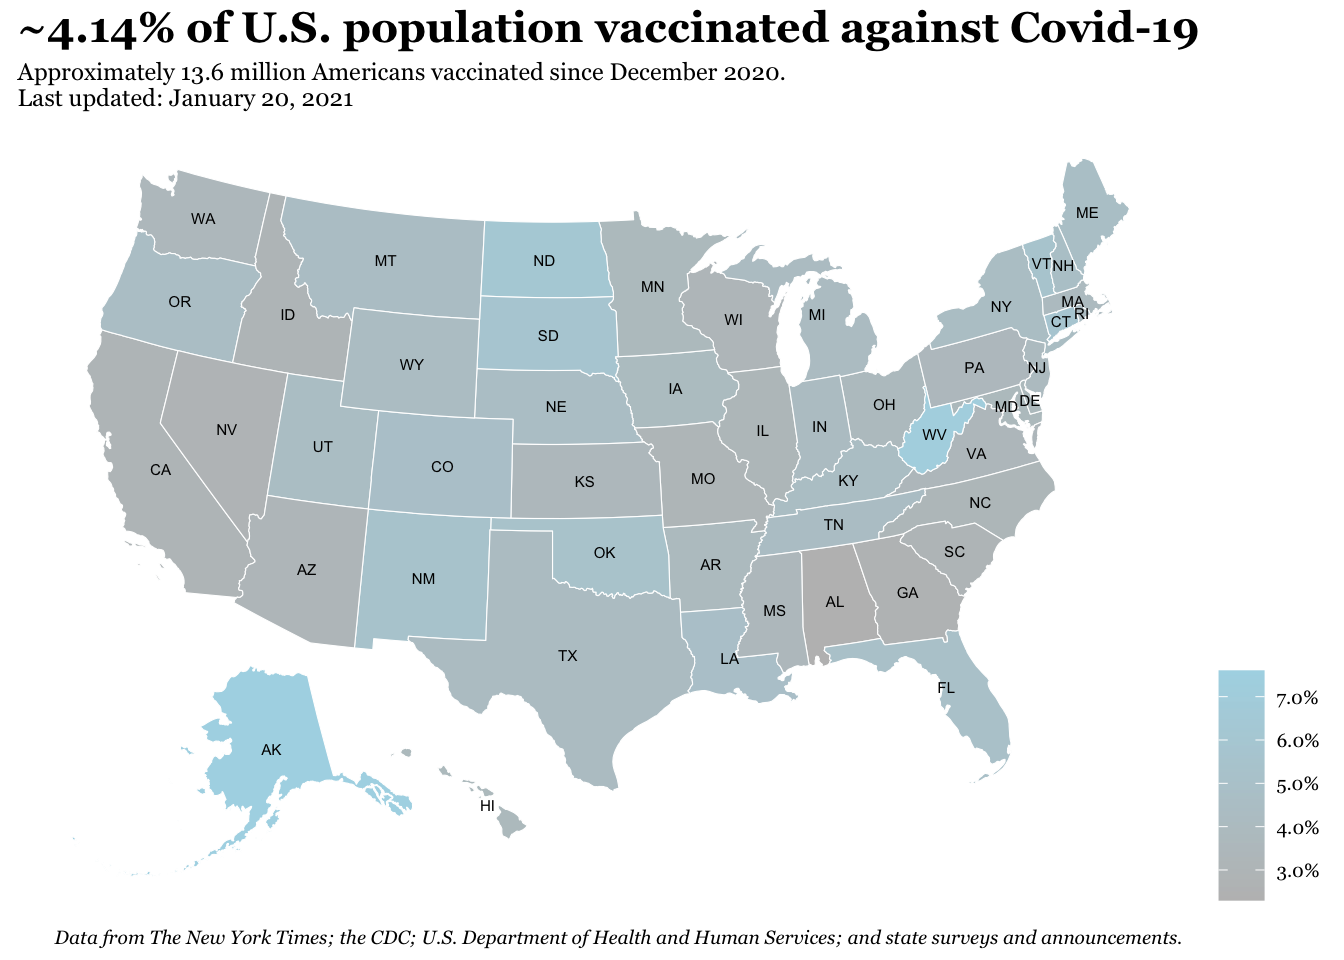 ~4.14% of U.S. population vaccinated against Covid-19
Approximately 13.6 million Americans vaccinated since December 2020.
Last updated: January 20, 2021
ME
WA
VT
NH
MT
ND
MN
OR
ID
WI
MI
NY
MA
RI
CT
SD
WY
PA
NJ
IA
NE
OH
MD
DE
NV
UT
IL
IN
WV
VA
CA
CO
KS
MO
KY
NC
TN
AZ
NM
OK
AR
SC
MS
AL
GA
TX
LA
FL
AK
HI
7.0%
6.0%
5.0%
4.0%
3.0%
Data from The New York Times; the CDC; U.S. Department of Health and Human Services; and state surveys and announcements.